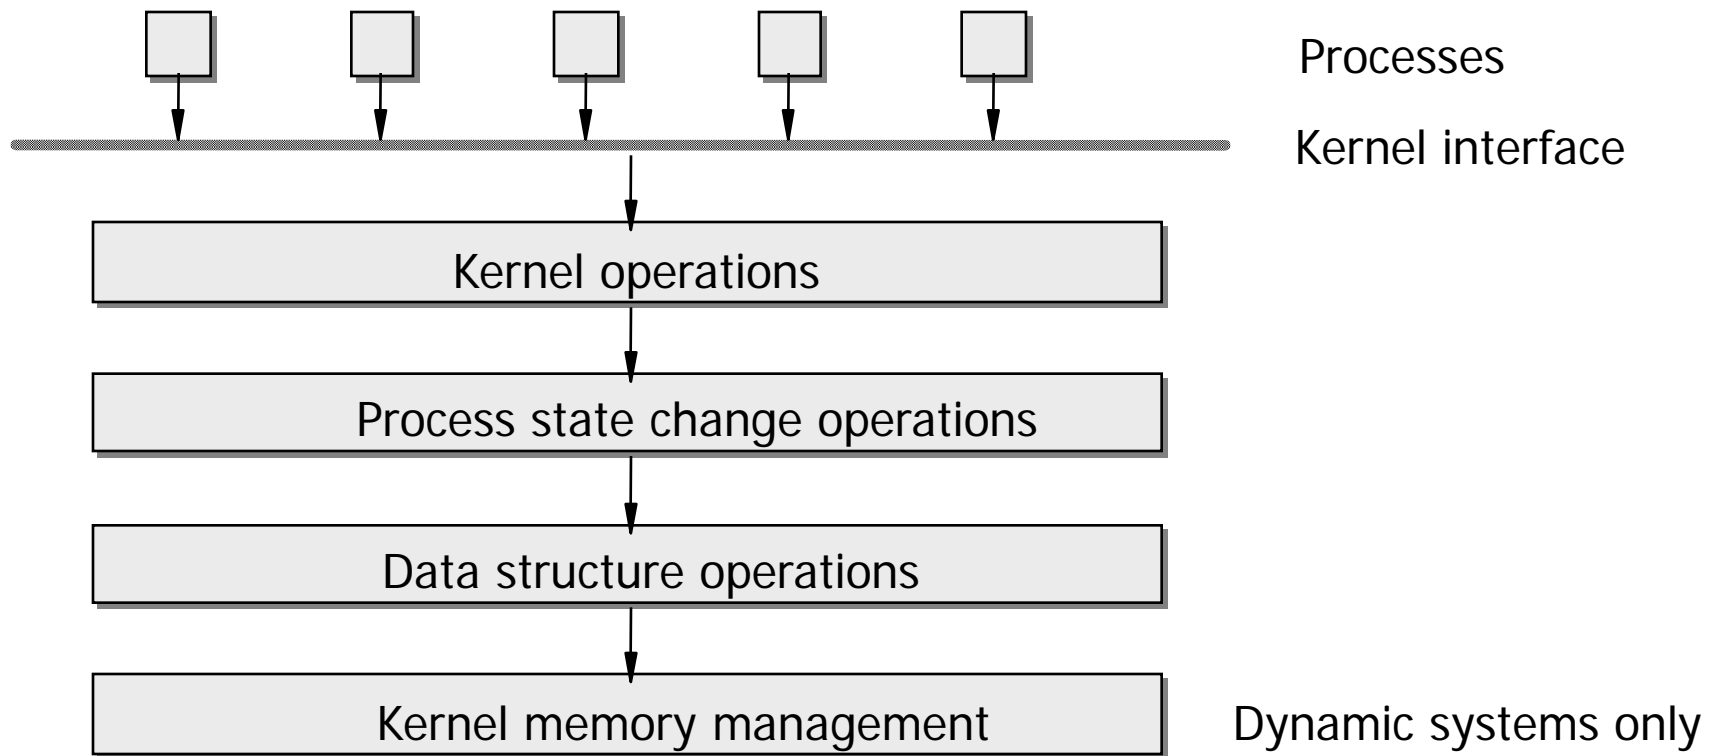 Processes
Kernel interface
Kernel operations
Process state change operations
Data structure operations
Kernel memory management
Dynamic systems only